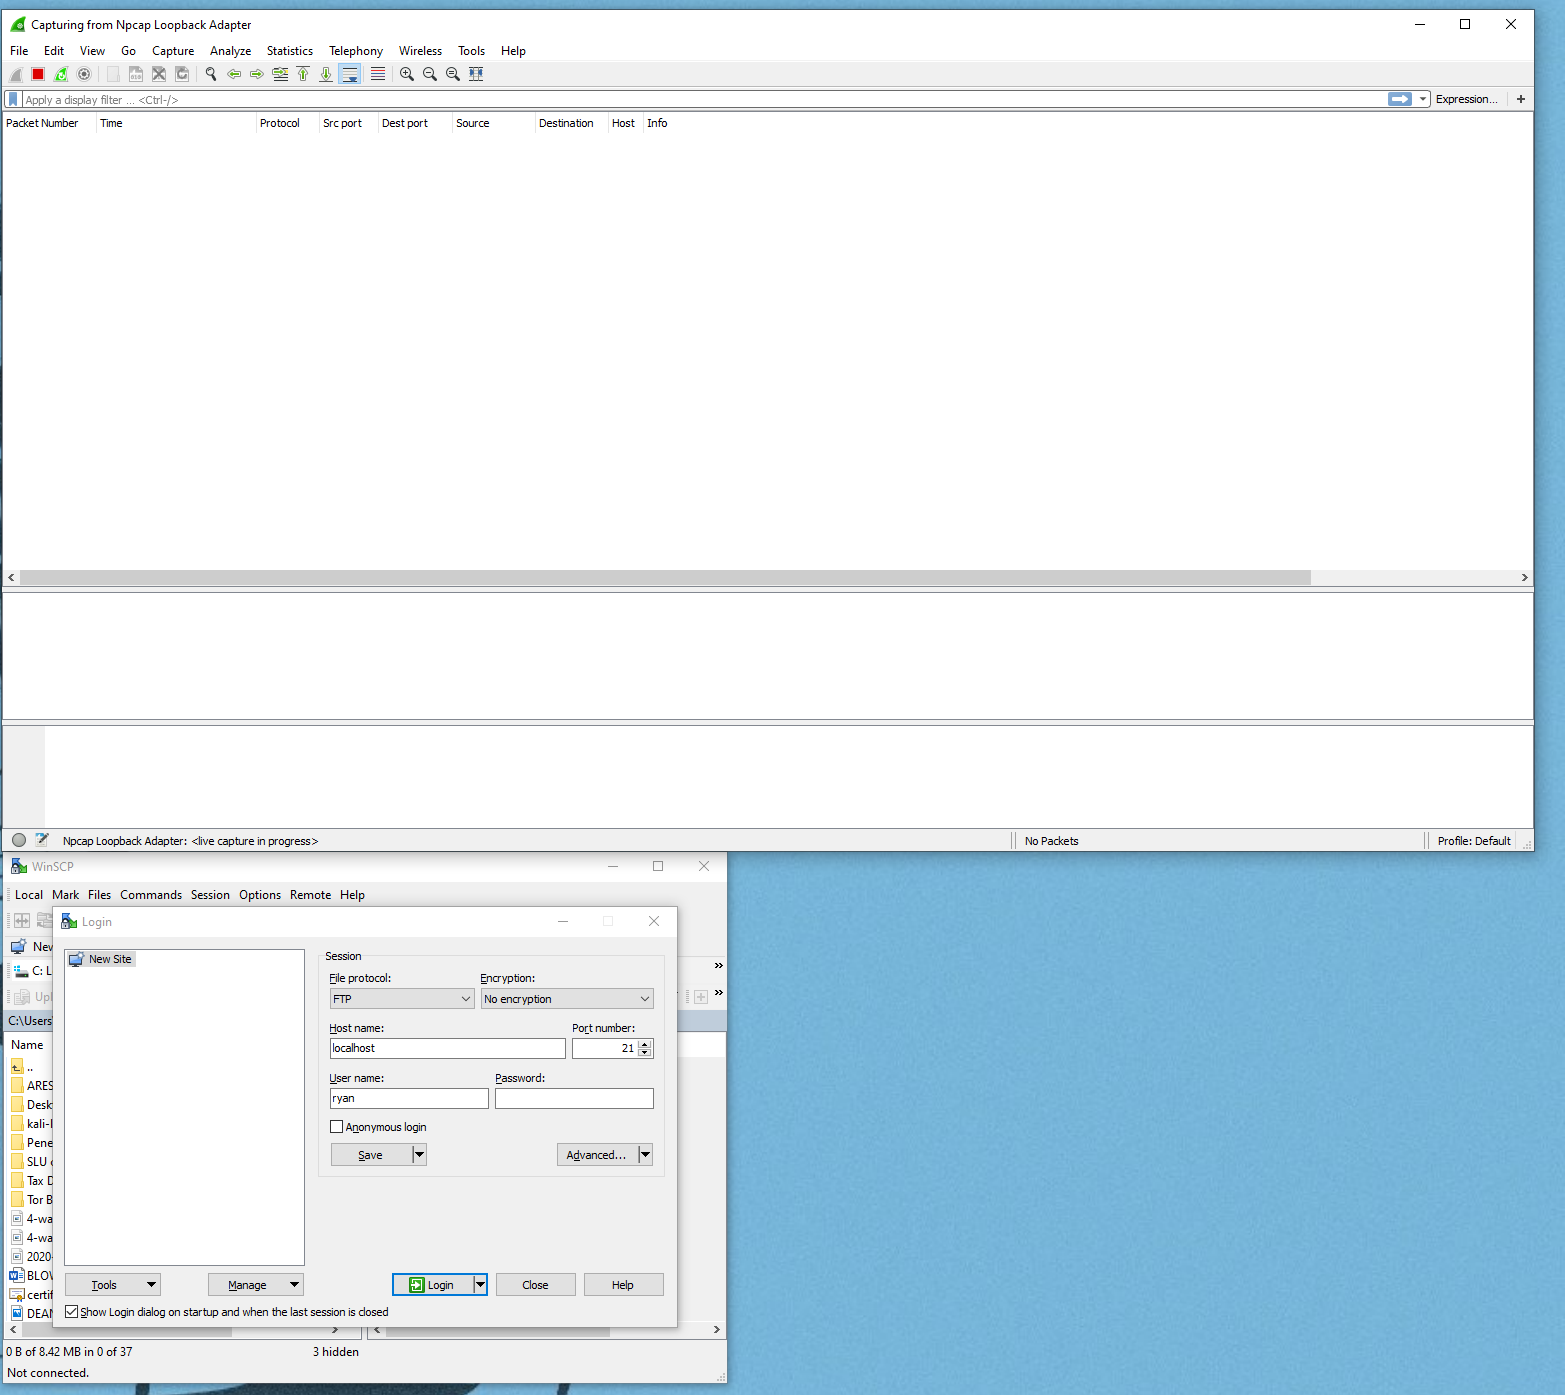 Capturing from Npcap Loopback Adapter
File Edit View Go Capture Analyze Statistics Telephony Wireless Tools Help
Apply a display filter ... <Ctrl-/>
Expression...
Packet Number Time Protocol Src port Dest port Source Destination Host Info
Npcap Loopback Adapter: <live capture in progress>
No Packets
Profile: Default
WinSCP
Local Mark Files Commands Session Options Remote Help
Login
New
C: L
Upl
C:\Users
Name
..
ARES
Desk
kali-l
Pene
SLU
Tax D
Tor B
4-wa
4-wa
2020-
BLO
certif
DEAN
New Site
Session
File protocol: Encryption:
FTP No encryption
Host name: Port number:
localhost 21
User name: Password:
ryan
Anonymous login
Save Advanced...
Tools Manage Login Close Help
Show Login dialog on startup and when the last session is closed
0 B of 8.42 MB in 0 of 37
3 hidden
Not connected.